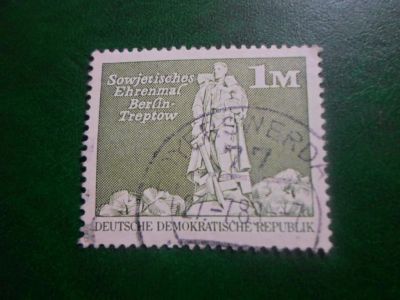 Sowjetisches
Ehrenmal
Berlin-
Treptow
1M
DEUTSCHE DEMOKRATISCHE REPUBLIK